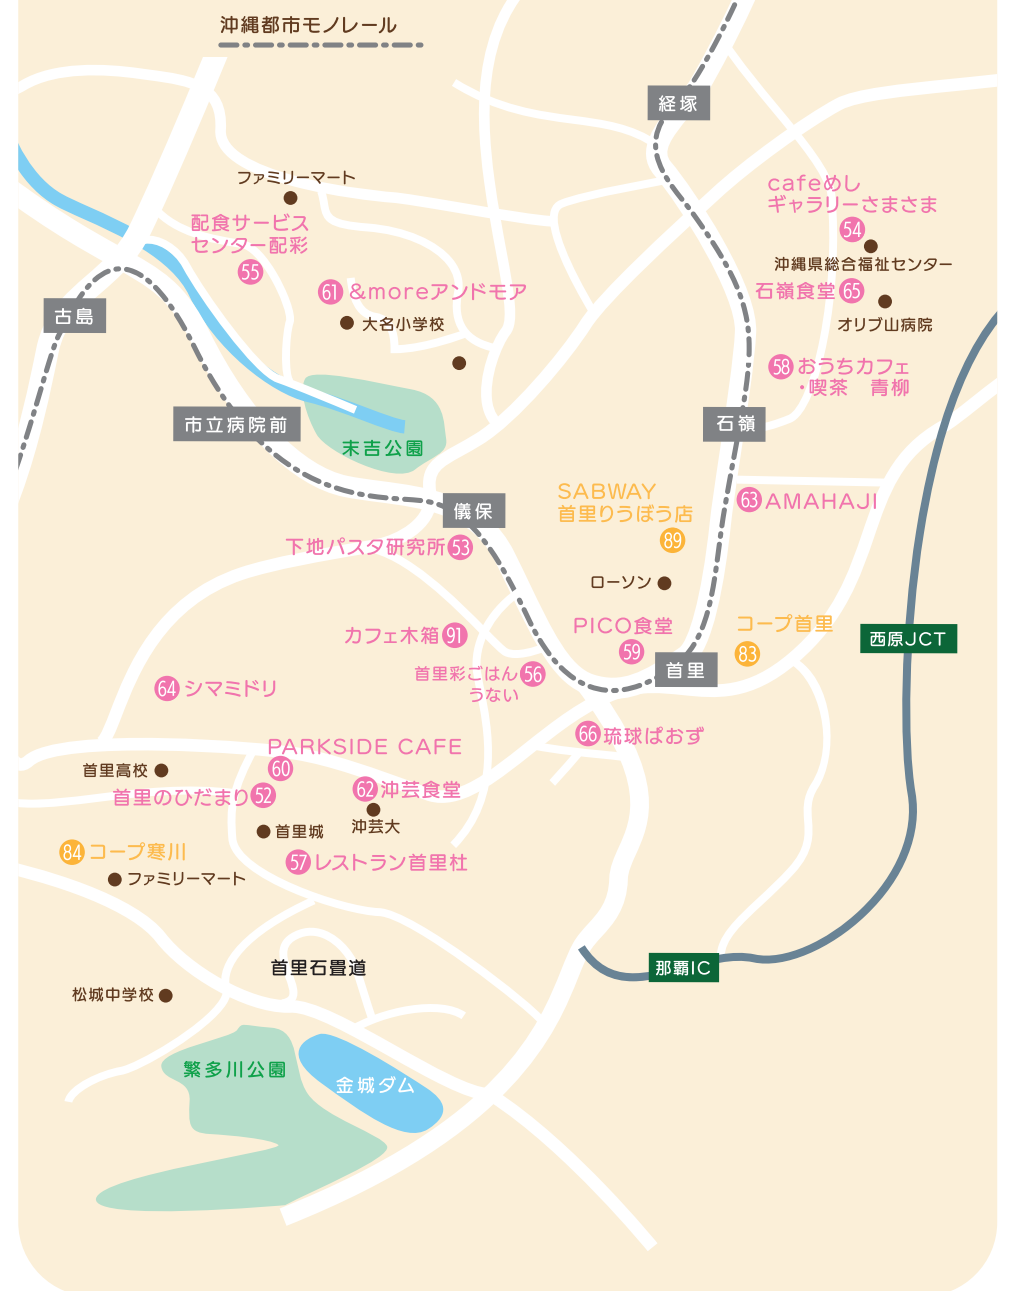 沖縄都市モノレール
経塚
ファミリーマート
cafeめし
ギャラリーさまさま
54
配食サービス
センター配彩
55
沖縄県総合福祉センター
61 &moreアンドモア
石嶺食堂 65
古島
大名小学校
オリブ山病院
58 おうちカフェ
・喫茶　青柳
市立病院前
石嶺
末吉公園
SABWAY
首里りうぼう店
89
63 AMAHAJI
儀保
下地パスタ研究所 53
ローソン
カフェ木箱 91
PICO食堂
59
コープ首里
83
西原JCT
首里
首里彩ごはん 56
うない
64 シマミドリ
66 琉球ぱおず
PARKSIDE CAFE
60
首里高校
首里のひだまり 52
62 沖芸食堂
沖芸大
首里城
84 コープ寒川
57 レストラン首里杜
ファミリーマート
首里石畳道
那覇IC
松城中学校
繁多川公園
金城ダム